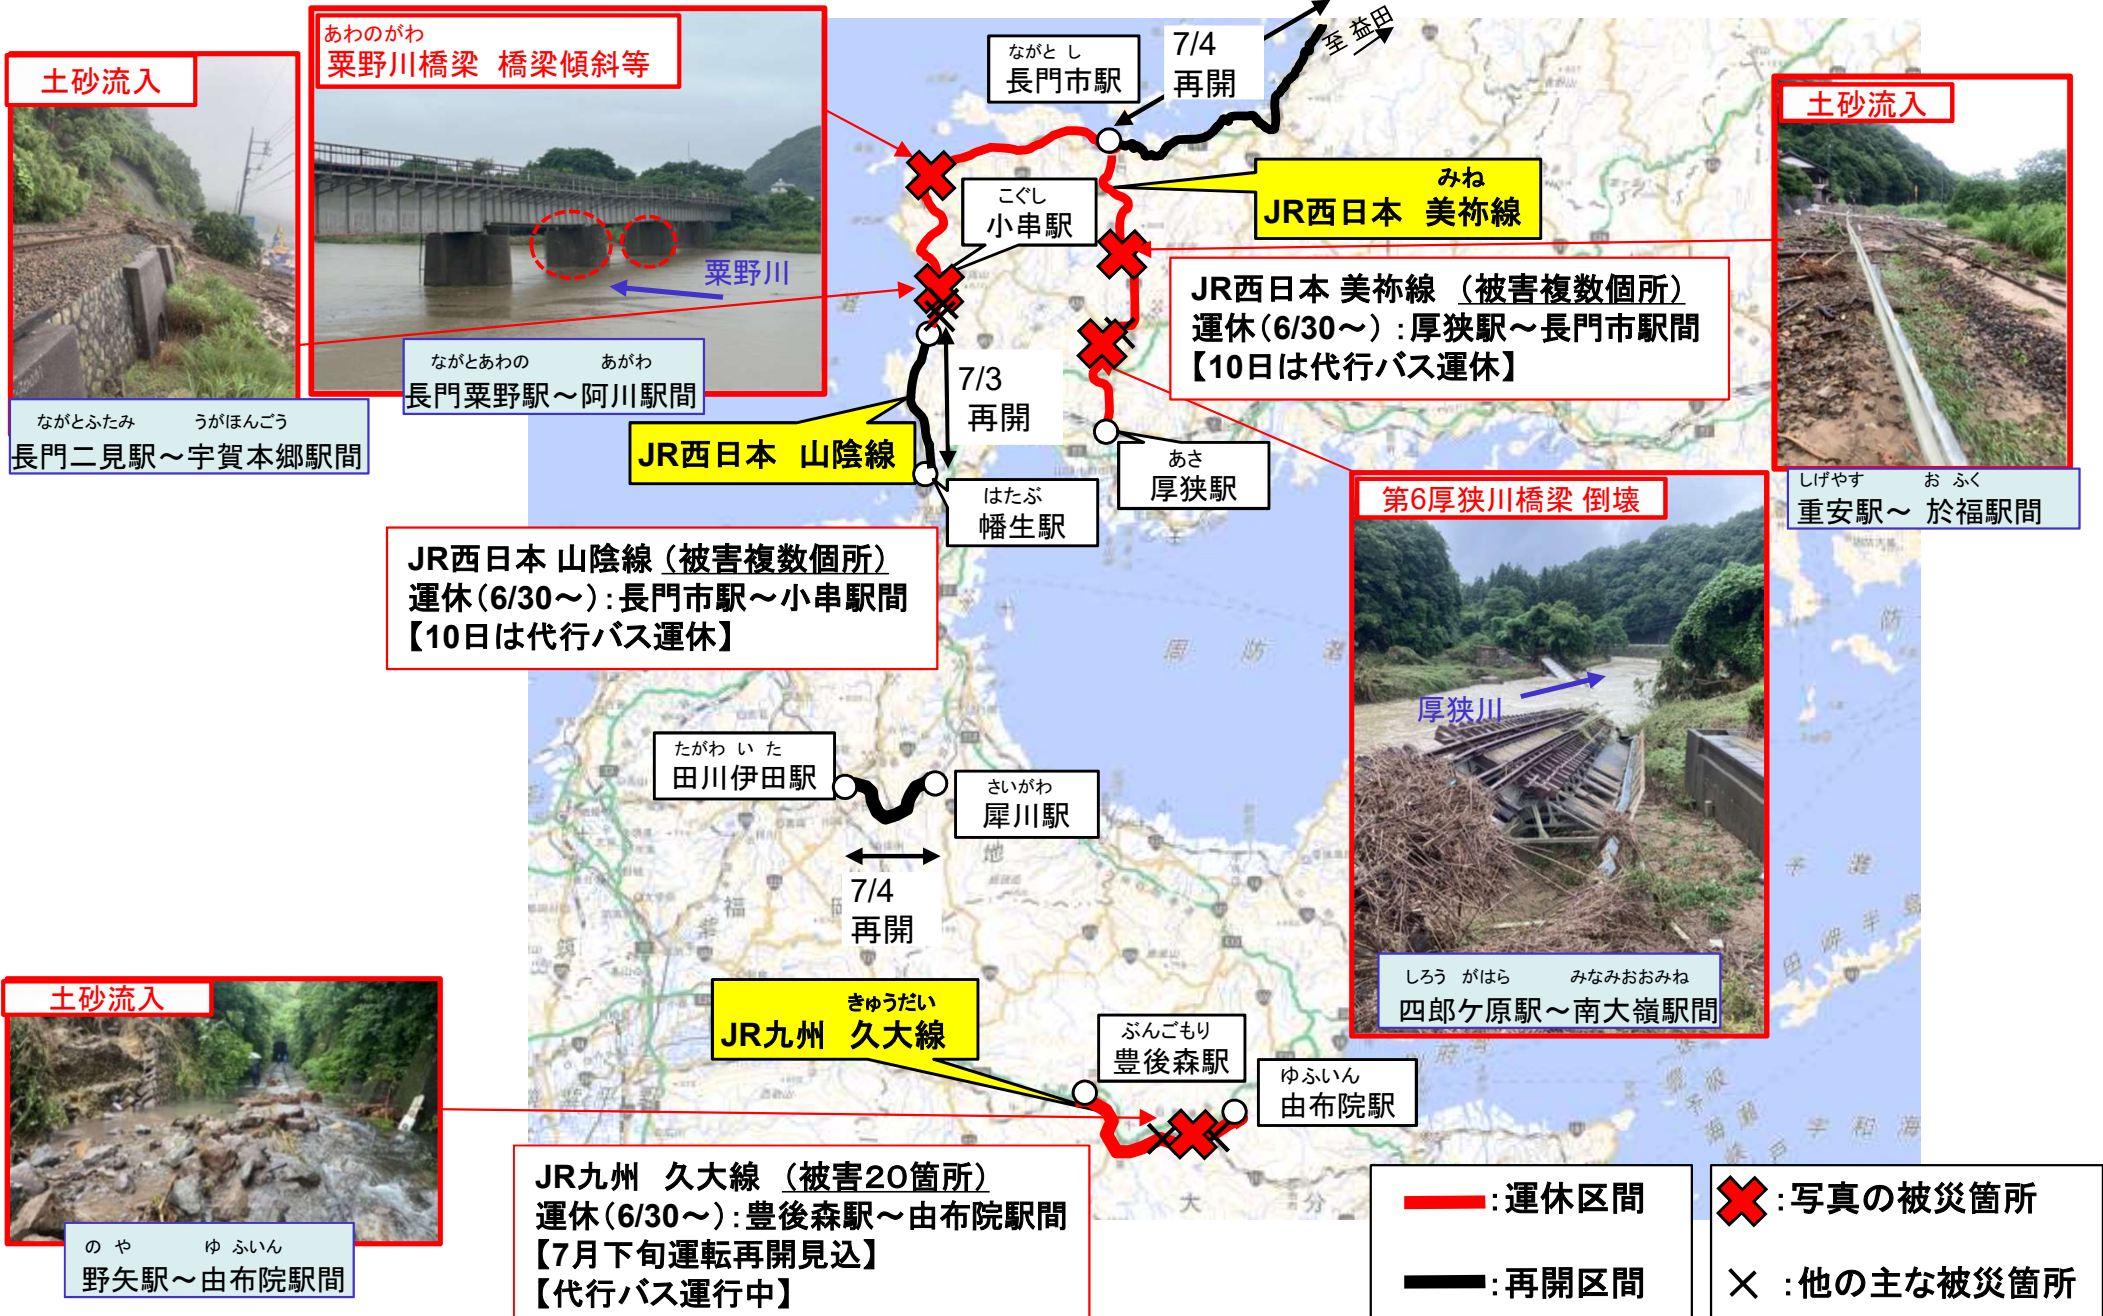 土砂流入
ながとふたみ　うがほんごう
長門二見駅～宇賀本郷駅間
あわのがわ
粟野川橋梁 橋梁傾斜等
粟野川
ながとあわの　あがわ
長門粟野駅～阿川駅間
ながと し
長門市駅
7/4
再開
至 益田
こぐし
小串駅
みね
JR西日本 美祢線
土砂流入
しげやす　お ふく
重安駅～ 於福駅間
JR西日本 美祢線 （被害複数個所）
運休（6/30～）：厚狭駅～長門市駅間
【10日は代行バス運休】
7/3
再開
JR西日本 山陰線
あさ
厚狭駅
はたぶ
幡生駅
JR西日本 山陰線（被害複数個所）
運休（6/30～）：長門市駅～小串駅間
【10日は代行バス運休】
第6厚狭川橋梁 倒壊
厚狭川
しろう がはら　みなみおおみね
四郎ケ原駅～南大嶺駅間
周 防 灘
たがわ い た
田川伊田駅
さいがわ
犀川駅
7/4
再開
土砂流入
の や　ゆ ふいん
野矢駅～由布院駅間
きゅうだい
JR九州 久大線
ぶんごもり
豊後森駅
ゆふいん
由布院駅
JR九州 久大線 （被害20箇所）
運休（6/30～）：豊後森駅～由布院駅間
【7月下旬運転再開見込】
【代行バス運行中】
大 分
：運休区間
：再開区間
：写真の被災箇所
：他の主な被災箇所